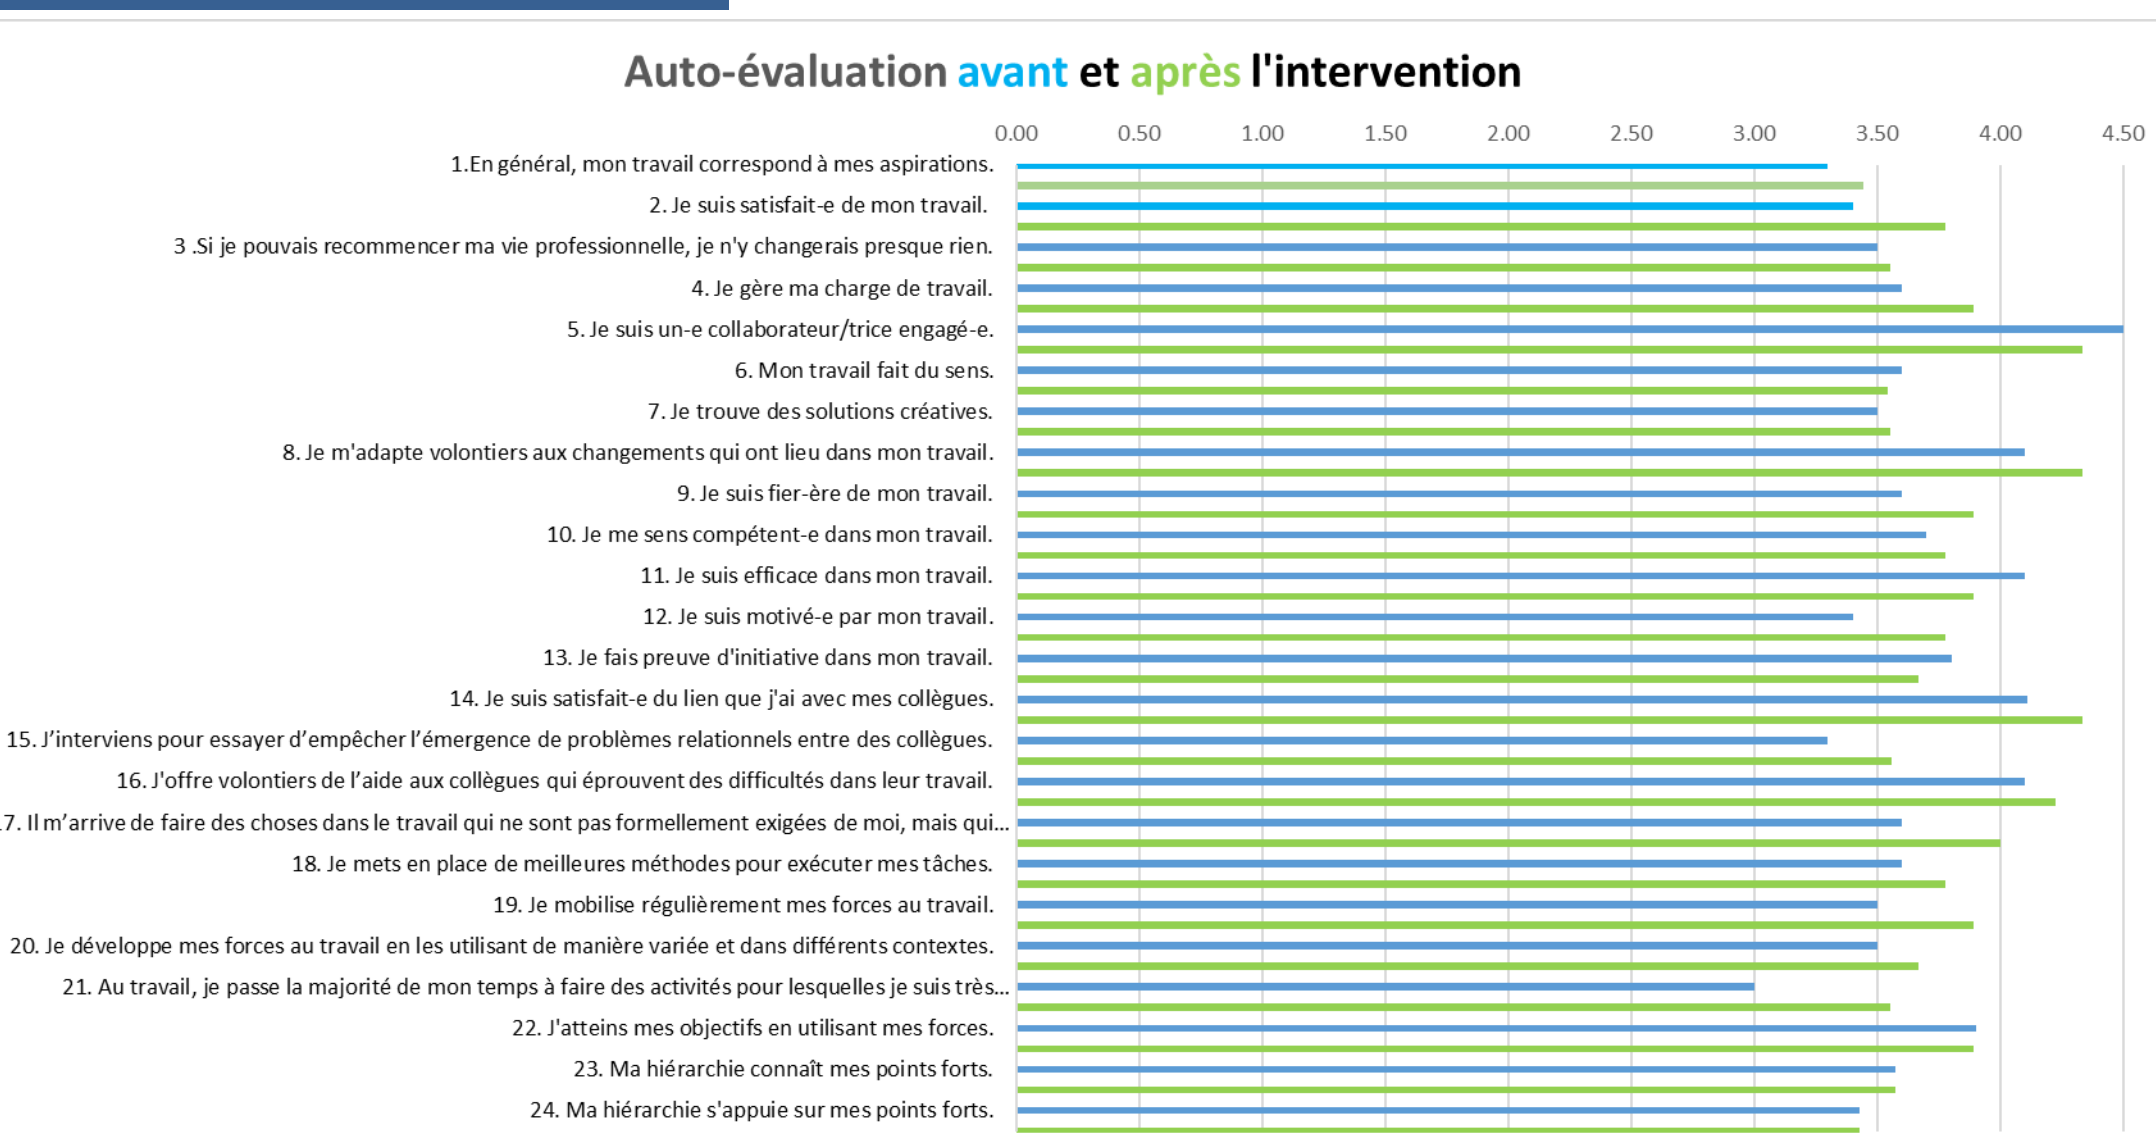 Auto-évaluation avant et après l'intervention
0.00 0.50 1.00 1.50 2.00 2.50 3.00 3.50 4.00 4.50
1.En général, mon travail correspond à mes aspirations.
2. Je suis satisfait-e de mon travail.
3 .Si je pouvais recommencer ma vie professionnelle, je n'y changerais presque rien.
4. Je gère ma charge de travail.
5. Je suis un-e collaborateur/trice engagé-e.
6. Mon travail fait du sens.
7. Je trouve des solutions créatives.
8. Je m'adapte volontiers aux changements qui ont lieu dans mon travail.
9. Je suis fier-ère de mon travail.
10. Je me sens compétent-e dans mon travail.
11. Je suis efficace dans mon travail.
12. Je suis motivé-e par mon travail.
13. Je fais preuve d'initiative dans mon travail.
14. Je suis satisfait-e du lien que j'ai avec mes collègues.
15. J’interviens pour essayer d’empêcher l’émergence de problèmes relationnels entre des collègues.
16. J'offre volontiers de l’aide aux collègues qui éprouvent des difficultés dans leur travail.
7. Il m’arrive de faire des choses dans le travail qui ne sont pas formellement exigées de moi, mais qui...
18. Je mets en place de meilleures méthodes pour exécuter mes tâches.
19. Je mobilise régulièrement mes forces au travail.
20. Je développe mes forces au travail en les utilisant de manière variée et dans différents contextes.
21. Au travail, je passe la majorité de mon temps à faire des activités pour lesquelles je suis très...
22. J'atteins mes objectifs en utilisant mes forces.
23. Ma hiérarchie connaît mes points forts.
24. Ma hiérarchie s'appuie sur mes points forts.